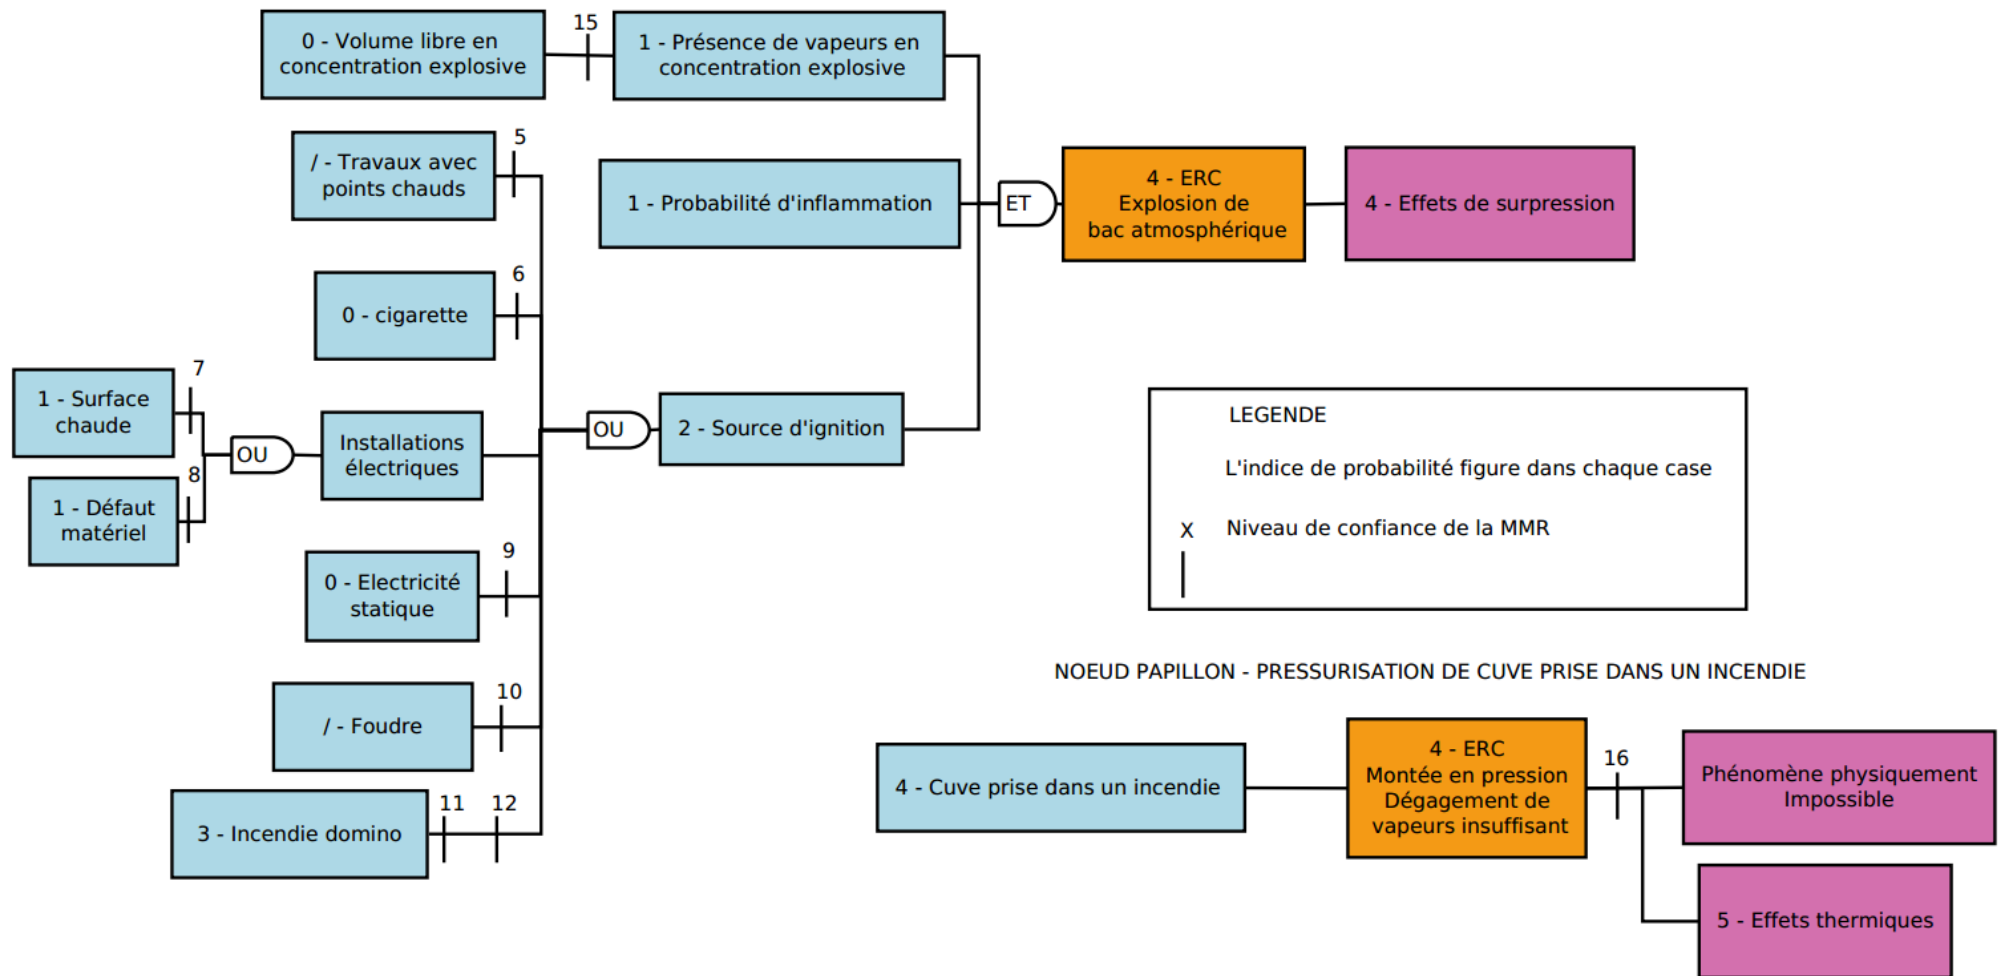 0 - Volume libre en
concentration explosive
15
1 - Présence de vapeurs en
concentration explosive
/ - Travaux avec
points chauds
5
1 - Probabilité d'inflammation
ET
4 - ERC
Explosion de
bac atmosphérique
4 - Effets de surpression
0 - cigarette
6
1 - Surface
chaude
7
1 - Défaut
matériel
8
OU
Installations
électriques
OU
2 - Source d'ignition
0 - Electricité
statique
9
/ - Foudre
10
3 - Incendie domino
11
12
LEGENDE
L'indice de probabilité figure dans chaque case
X
Niveau de confiance de la MMR
NOEUD PAPILLON - PRESSURISATION DE CUVE PRISE DANS UN INCENDIE
4 - Cuve prise dans un incendie
4 - ERC
Montée en pression
Dégagement de
vapeurs insuffisant
16
Phénomène physiquement
Impossible
5 - Effets thermiques